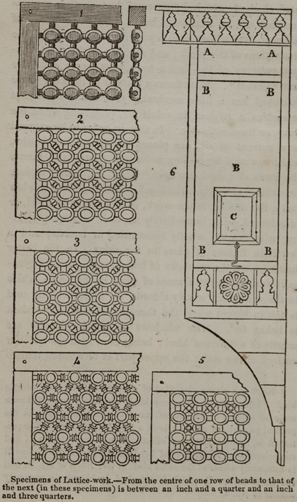 1
2
3
4
5
6
A A
B B
B
C
B B
Specimens of Lattice-work.—From the centre of one row of beads to that of
the next (in these specimens) is between an inch and a quarter and an inch
and three quarters.